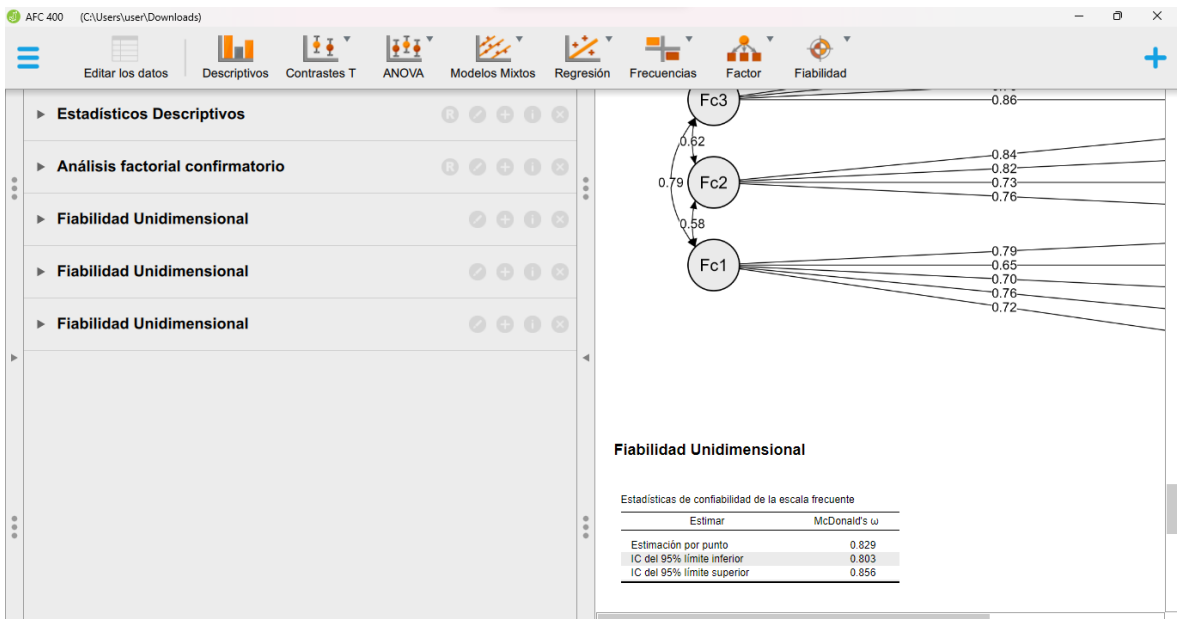 AFC 400 (C:\Users\user\Downloads)
Editar los datos
Descriptivos
Contrastes T
ANOVA
Modelos Mixtos
Regresión
Frecuencias
Factor
Fiabilidad
Estadísticos Descriptivos
Análisis factorial confirmatorio
Fiabilidad Unidimensional
Fiabilidad Unidimensional
Fiabilidad Unidimensional
Fc3
0.86
0.62
0.84
0.82
0.79
Fc2
0.73
0.76
0.58
0.79
Fc1
0.65
0.70
0.76
0.72
Fiabilidad Unidimensional
Estadísticas de confiabilidad de la escala frecuente
Estimar McDonald's ω
Estimación por punto 0.829
IC del 95% límite inferior 0.803
IC del 95% límite superior 0.856